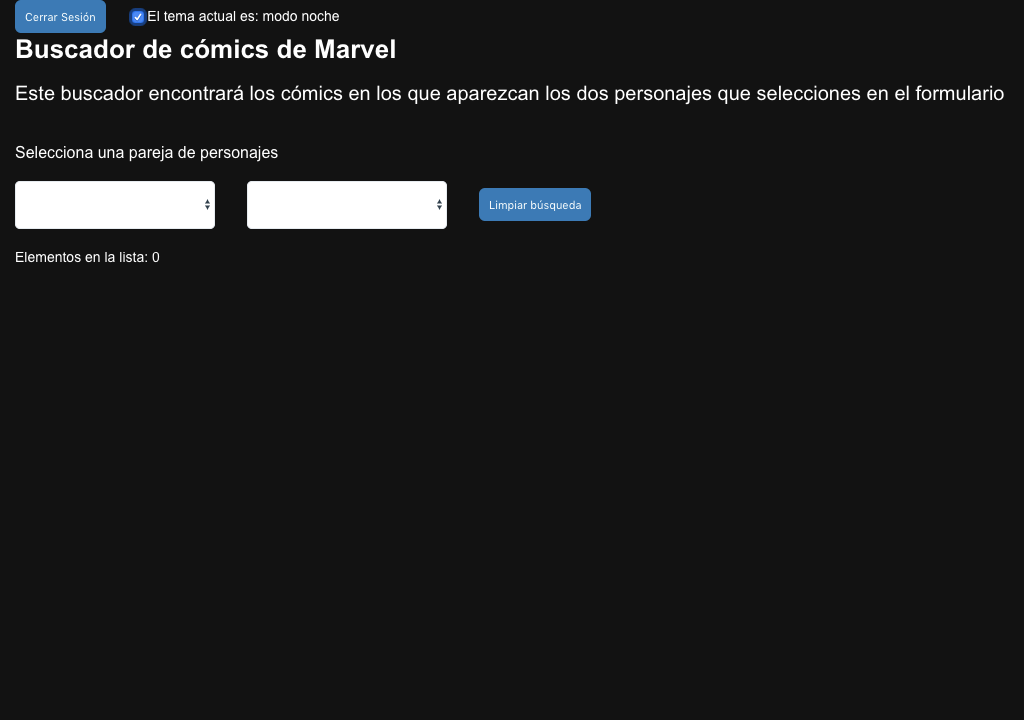 Cerrar Sesión
El tema actual es: modo noche
Buscador de cómics de Marvel
Este buscador encontrará los cómics en los que aparezcan los dos personajes que selecciones en el formulario
Selecciona una pareja de personajes
Limpiar búsqueda
Elementos en la lista: 0